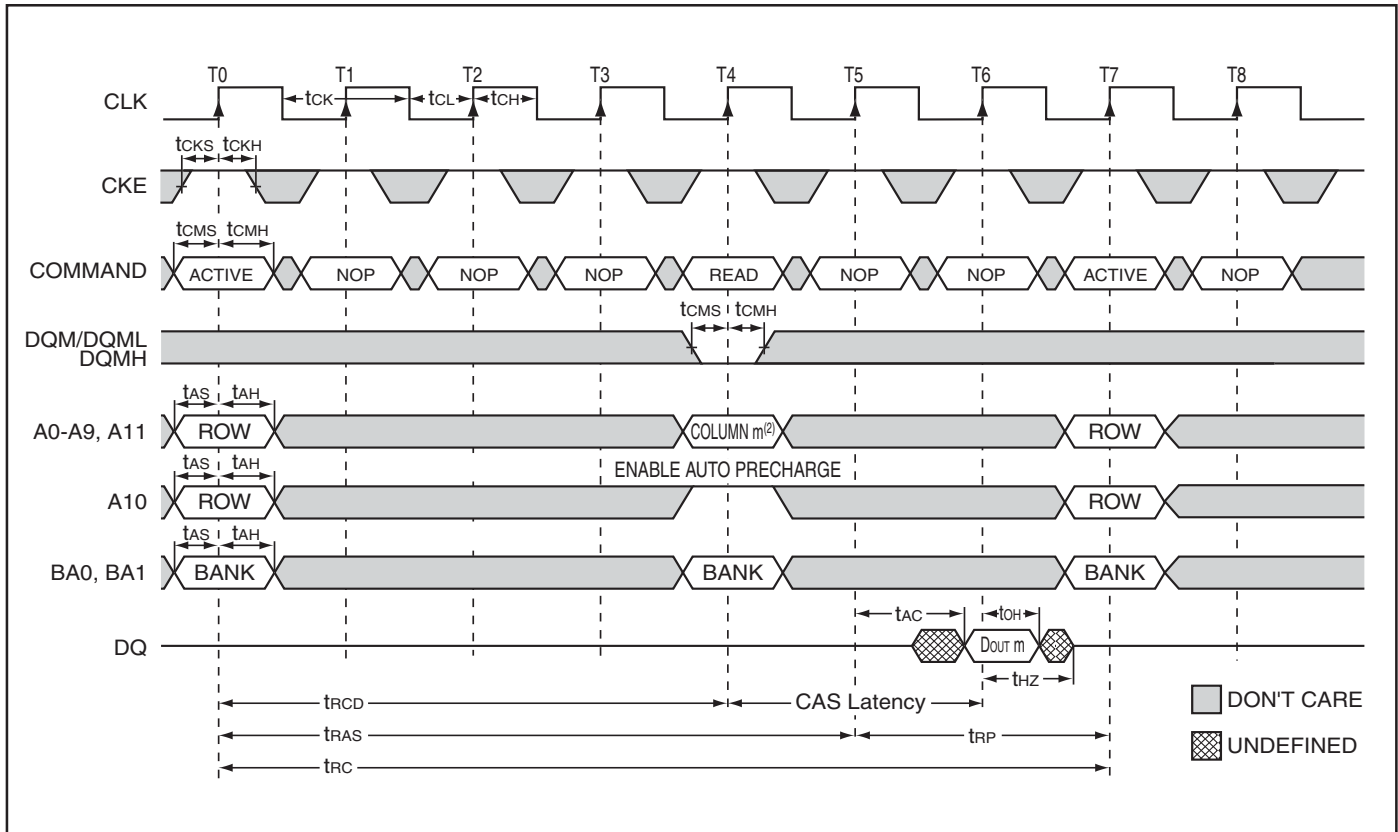 T0 T1 T2 T3 T4 T5 T6 T7 T8
CLK tCK tCL tCH
tCKS tCKH
CKE
tCMS tCMH
COMMAND ACTIVE NOP NOP NOP READ NOP NOP ACTIVE NOP
tCMS tCMH
DQM/DQML
DQMH
tAS tAH
A0-A9, A11 ROW COLUMN m(2) ROW
tAS tAH ENABLE AUTO PRECHARGE
A10 ROW ROW
tAS tAH
BA0, BA1 BANK BANK BANK
tAC tOH
DQ DOUT m
tHZ
tRCD CAS Latency DON'T CARE
tRAS tRP UNDEFINED
tRC